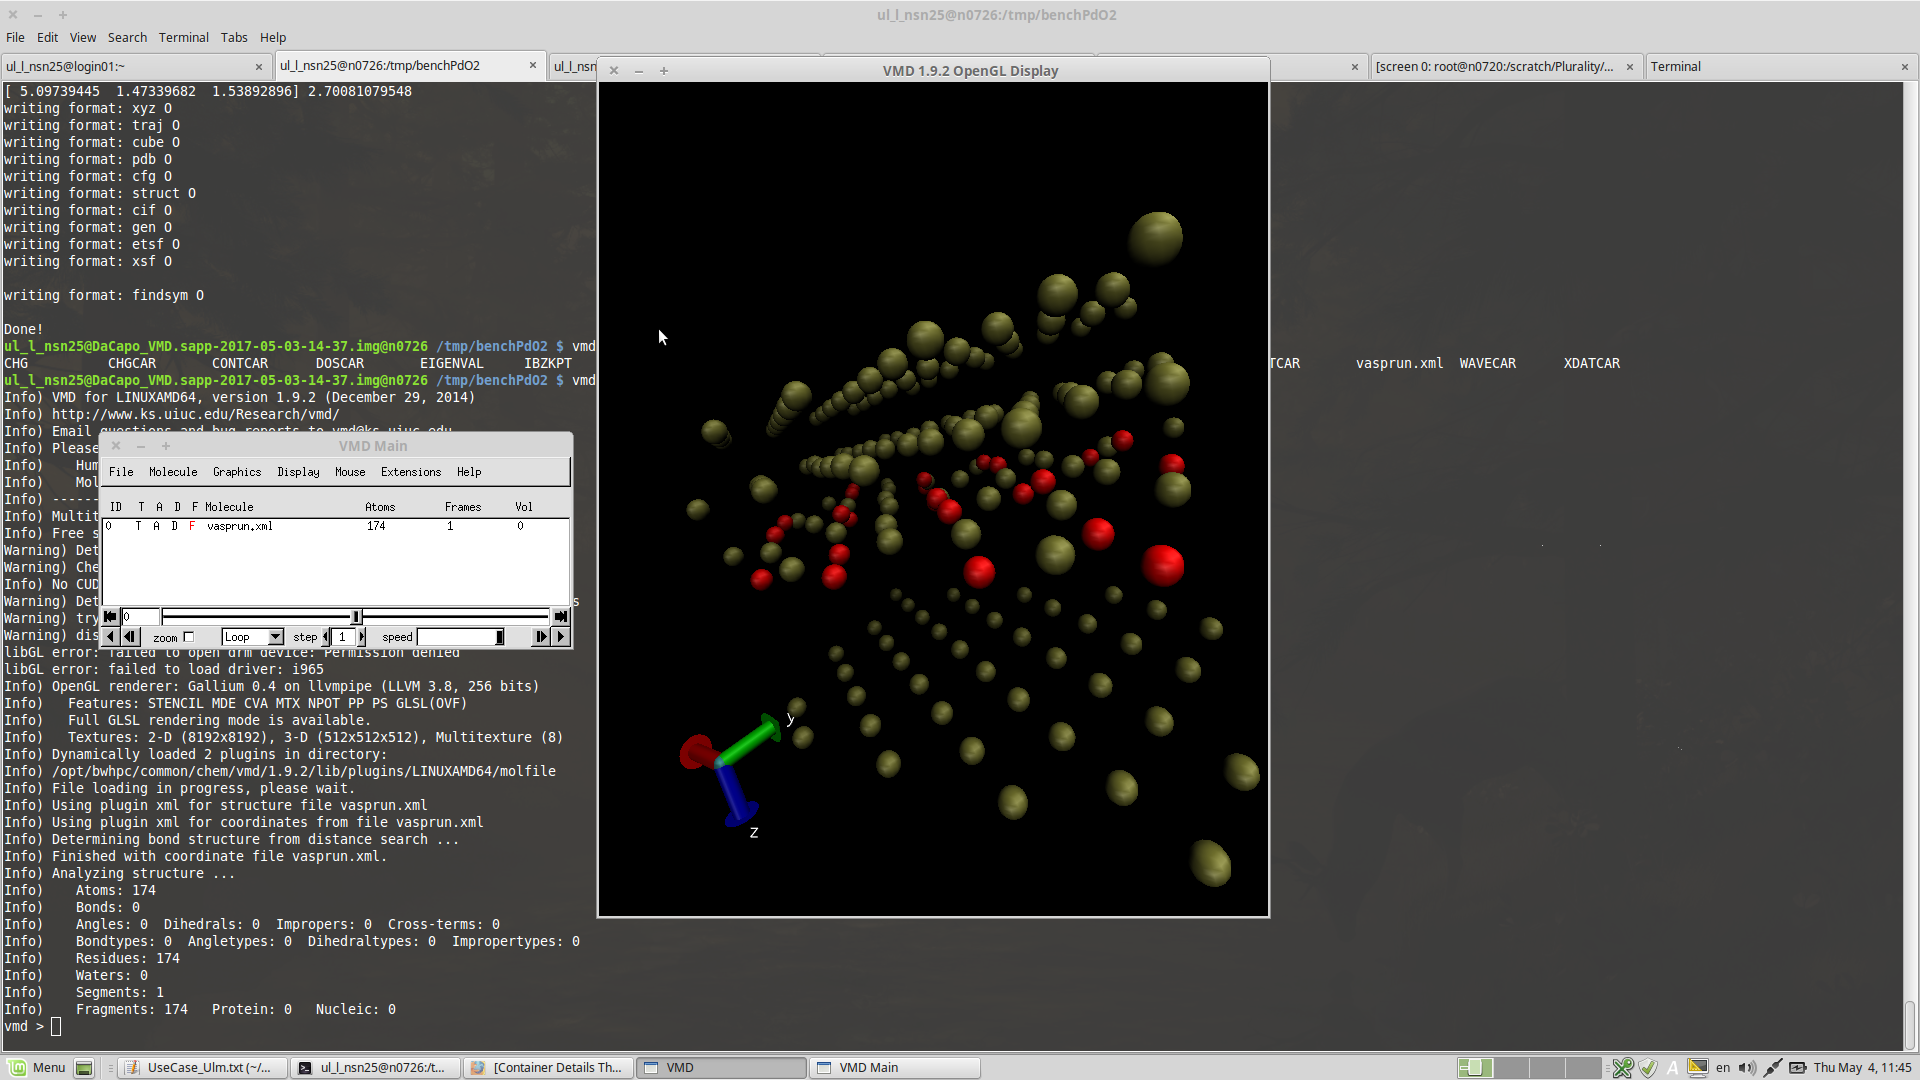 ul_l_nsn25@n0726:/tmp/benchPdO2
File Edit View Search Terminal Tabs Help
ul_l_nsn25@login01:~
ul_l_nsn25@n0726:/tmp/benchPdO2
ul_l_nsn
[screen 0: root@n0720:/scratch/Plurality/...
Terminal
[ 5.09739445 1.47339682 1.53892896] 2.70081079548
writing format: xyz O
writing format: traj O
writing format: cube O
writing format: pdb O
writing format: cfg O
writing format: struct O
writing format: cif O
writing format: gen O
writing format: etsf O
writing format: xsf O
writing format: findsym O
Done!
ul_l_nsn25@DaCapo_VMD.sapp-2017-05-03-14-37.img@n0726 /tmp/benchPdO2 $ vmd
CHG CHGCAR CONTCAR DOSCAR EIGENVAL IBZKPT TCAR vasprun.xml WAVECAR XDATCAR
ul_l_nsn25@DaCapo_VMD.sapp-2017-05-03-14-37.img@n0726 /tmp/benchPdO2 $ vmd
Info) VMD for LINUXAMD64, version 1.9.2 (December 29, 2014)
Info) http://www.ks.uiuc.edu/Research/vmd/
Info) Email questions and bug reports to vmd@ks.uiuc.edu
Info) Please
Info) Hum
Info) Mol
Info) ----
Info) Multit
Info) Free s
Warning) Det
Warning) Che
Info) No CUD
Warning) Det s
Warning) try
Warning) dis
libGL error: failed to open drm device: Permission denied
libGL error: failed to load driver: i965
Info) OpenGL renderer: Gallium 0.4 on llvmpipe (LLVM 3.8, 256 bits)
Info) Features: STENCIL MDE CVA MTX NPOT PP PS GLSL(OVF)
Info) Full GLSL rendering mode is available.
Info) Textures: 2-D (8192x8192), 3-D (512x512x512), Multitexture (8)
Info) Dynamically loaded 2 plugins in directory:
Info) /opt/bwhpc/common/chem/vmd/1.9.2/lib/plugins/LINUXAMD64/molfile
Info) File loading in progress, please wait.
Info) Using plugin xml for structure file vasprun.xml
Info) Using plugin xml for coordinates from file vasprun.xml
Info) Determining bond structure from distance search ...
Info) Finished with coordinate file vasprun.xml.
Info) Analyzing structure ...
Info) Atoms: 174
Info) Bonds: 0
Info) Angles: 0 Dihedrals: 0 Impropers: 0 Cross-terms: 0
Info) Bondtypes: 0 Angletypes: 0 Dihedraltypes: 0 Impropertypes: 0
Info) Residues: 174
Info) Waters: 0
Info) Segments: 1
Info) Fragments: 174 Protein: 0 Nucleic: 0
vmd >
VMD Main
File Molecule Graphics Display Mouse Extensions Help
ID T A D F Molecule Atoms Frames Vol
0 T A D F vasprun.xml 174 1 0
0
zoom Loop step 1 speed
VMD 1.9.2 OpenGL Display
y
z
Menu
UseCase_Ulm.txt (~/...
ul_l_nsn25@n0726:/t...
[Container Details Th...
VMD
VMD Main
en
Thu May 4, 11:45